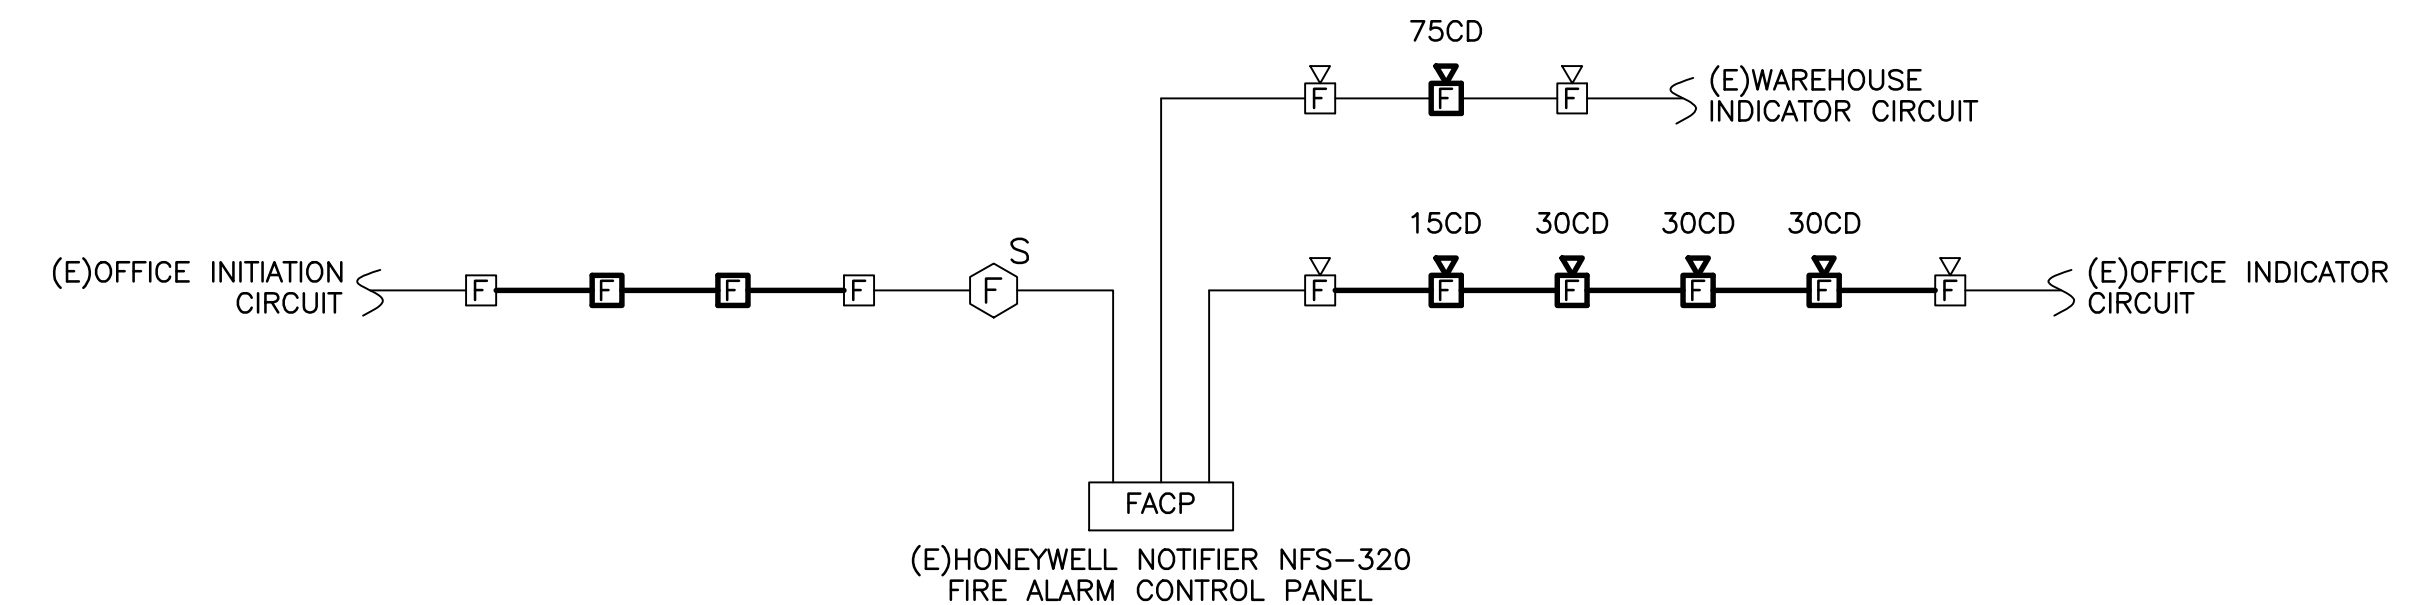 75CD
F F F
(E)WAREHOUSE
INDICATOR CIRCUIT
15CD 30CD 30CD 30CD
S
(E)OFFICE INITIATION
CIRCUIT
F F F F F
F F F F F F
(E)OFFICE INDICATOR
CIRCUIT
FACP
(E)HONEYWELL NOTIFIER NFS-320
FIRE ALARM CONTROL PANEL